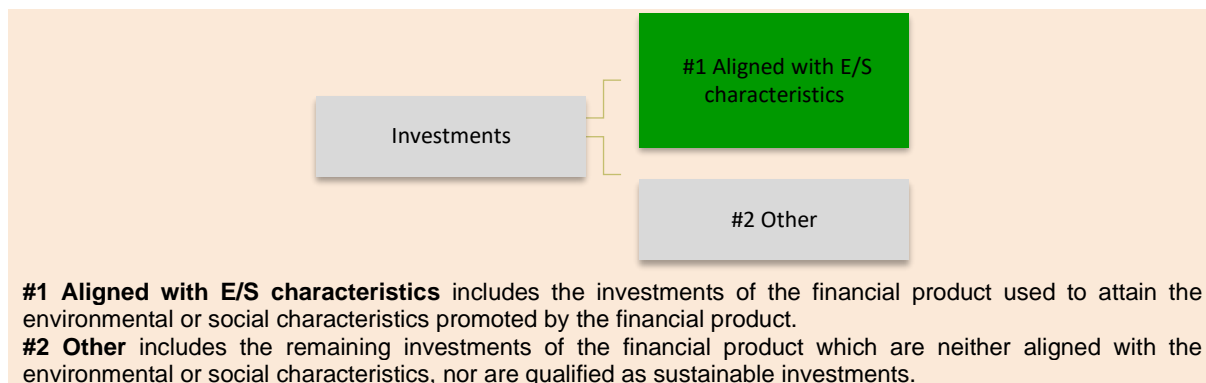 #1 Aligned with E/S
characteristics
Investments
#2 Other
#1 Aligned with E/S characteristics includes the investments of the financial product used to attain the
environmental or social characteristics promoted by the financial product.
#2 Other includes the remaining investments of the financial product which are neither aligned with the
environmental or social characteristics, nor are qualified as sustainable investments.